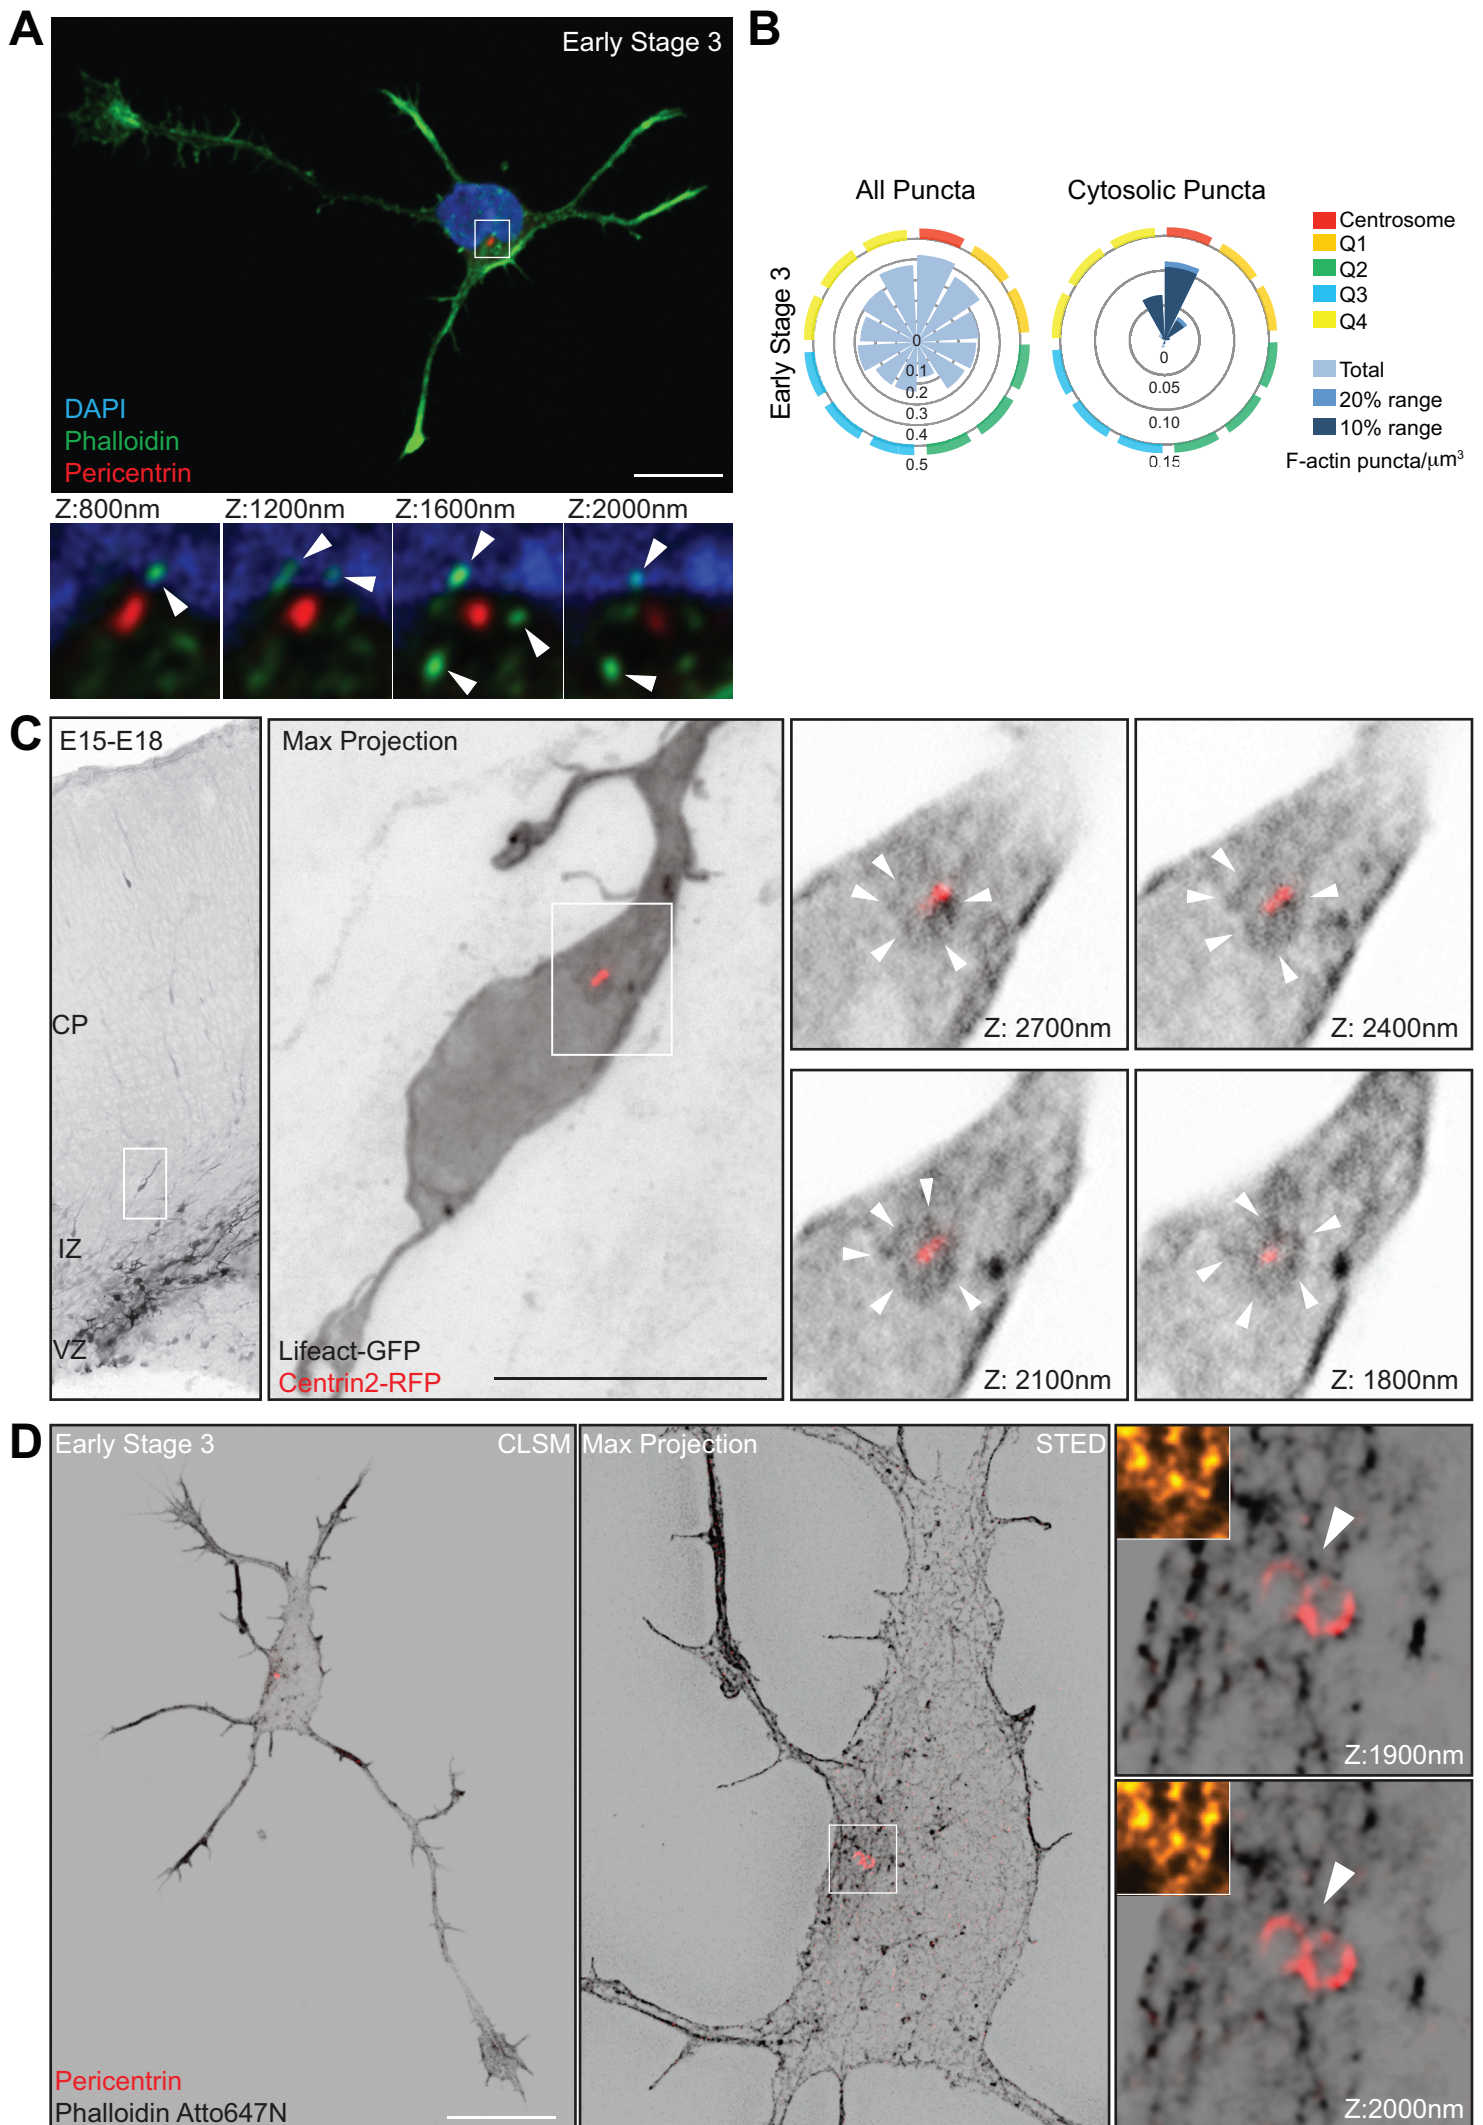 A
Early Stage 3
DAPI
Phalloidin
Pericentrin
Z:800nm
Z:1200nm
Z:1600nm
Z:2000nm
B
All Puncta
Cytosolic Puncta
Early Stage 3
0
0.1
0.2
0.3
0.4
0.5
0
0.05
0.10
0.15
Centrosome
Q1
Q2
Q3
Q4
Total
20% range
10% range
F-actin puncta/μm³
C
E15-E18
CP
IZ
VZ
Max Projection
Lifeact-GFP
Centrin2-RFP
Z: 2700nm
Z: 2400nm
Z: 2100nm
Z: 1800nm
D
Early Stage 3
CLSM
Pericentrin
Phalloidin Atto647N
Max Projection
STED
Z:1900nm
Z:2000nm